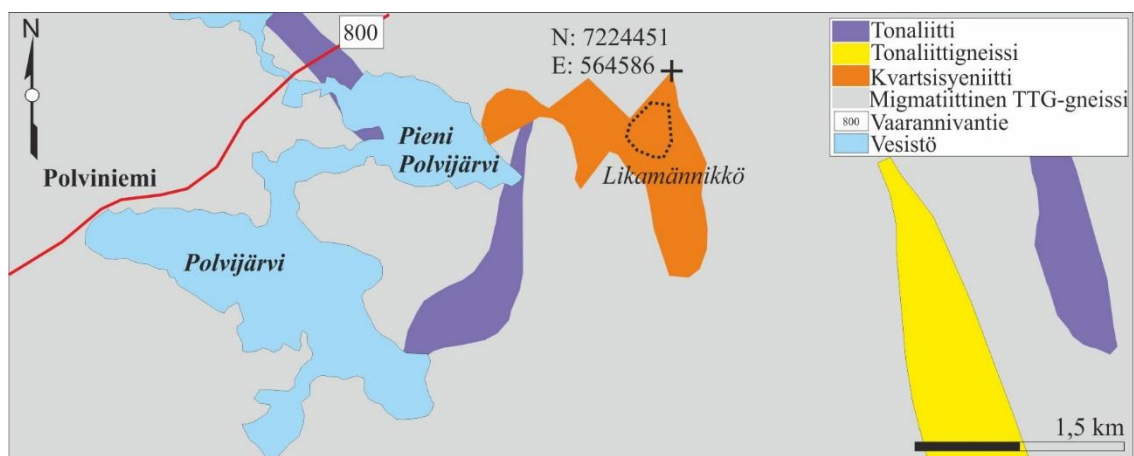 N
800
N: 7224451
E: 564586
Pieni
Polvijärvi
Polviniemi
Likamännikkö
Polvijärvi
Tonaliitti
Tonaliittigneissi
Kvartsisyeniitti
Migmatiittinen TTG-gneissi
800 Vaarannivantie
Vesistö
1,5 km